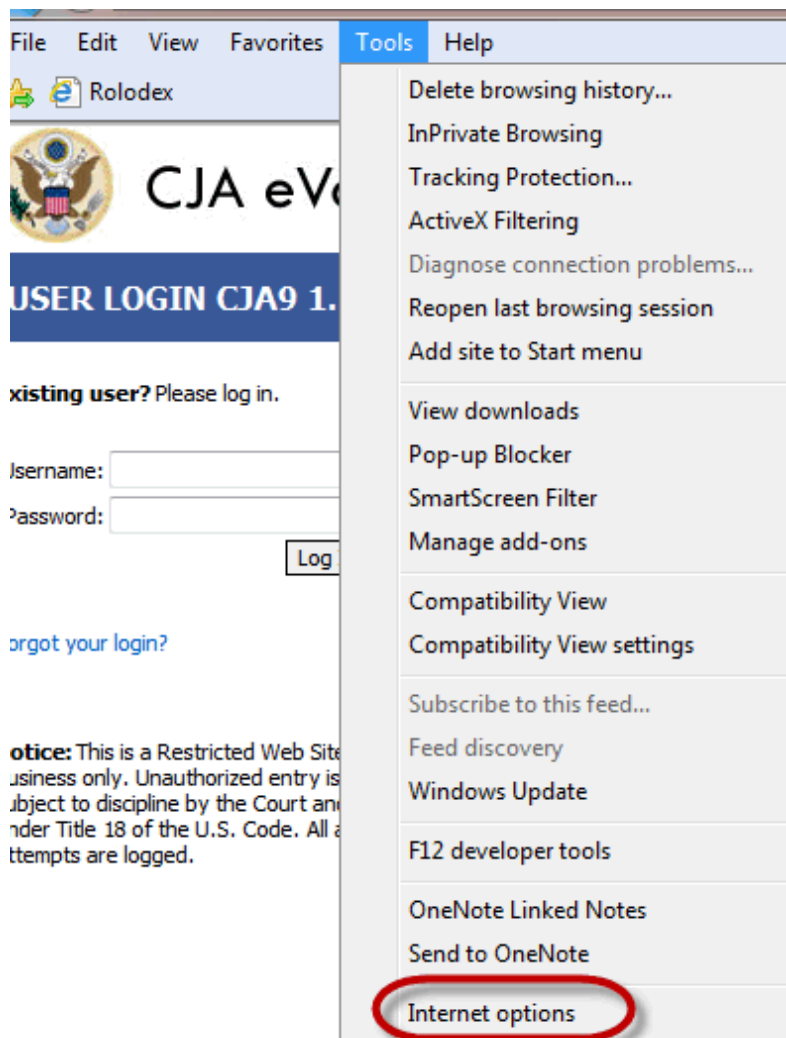 File Edit View Favorites Tools Help
Rolodex
CJA eVo
USER LOGIN CJA9 1.
xisting user? Please log in.
Username:
Password:
Log
orgot your login?
otice: This is a Restricted Web Site
usiness only. Unauthorized entry is
ubject to discipline by the Court and
nder Title 18 of the U.S. Code. All a
ttempts are logged.
Delete browsing history...
InPrivate Browsing
Tracking Protection...
ActiveX Filtering
Diagnose connection problems...
Reopen last browsing session
Add site to Start menu
View downloads
Pop-up Blocker
SmartScreen Filter
Manage add-ons
Compatibility View
Compatibility View settings
Subscribe to this feed...
Feed discovery
Windows Update
F12 developer tools
OneNote Linked Notes
Send to OneNote
Internet options